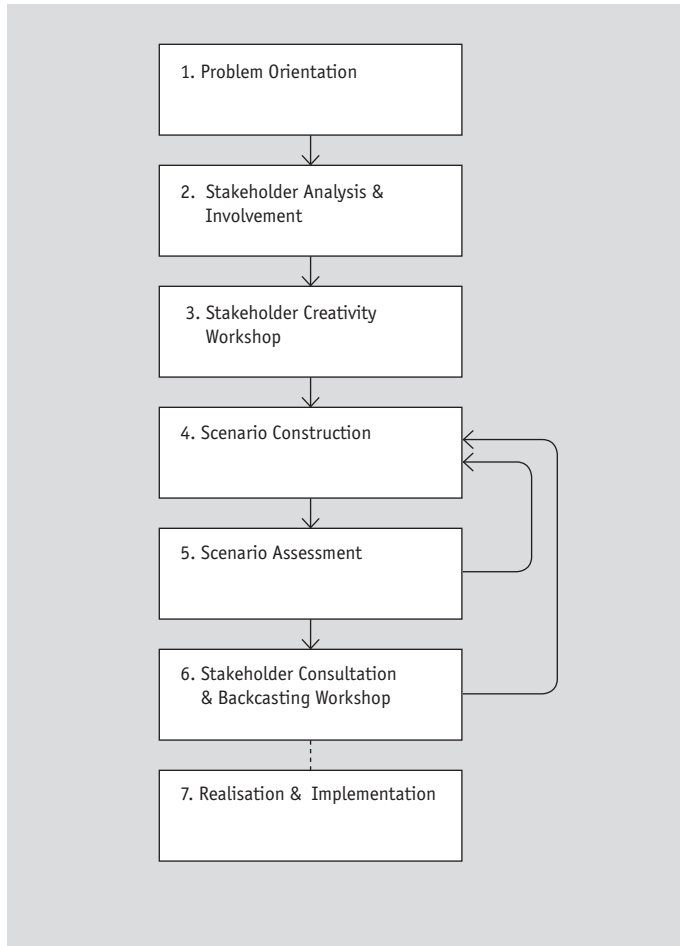 1. Problem Orientation
2. Stakeholder Analysis &
Involvement
3. Stakeholder Creativity
Workshop
4. Scenario Construction
5. Scenario Assessment
6. Stakeholder Consultation
& Backcasting Workshop
7. Realisation & Implementation